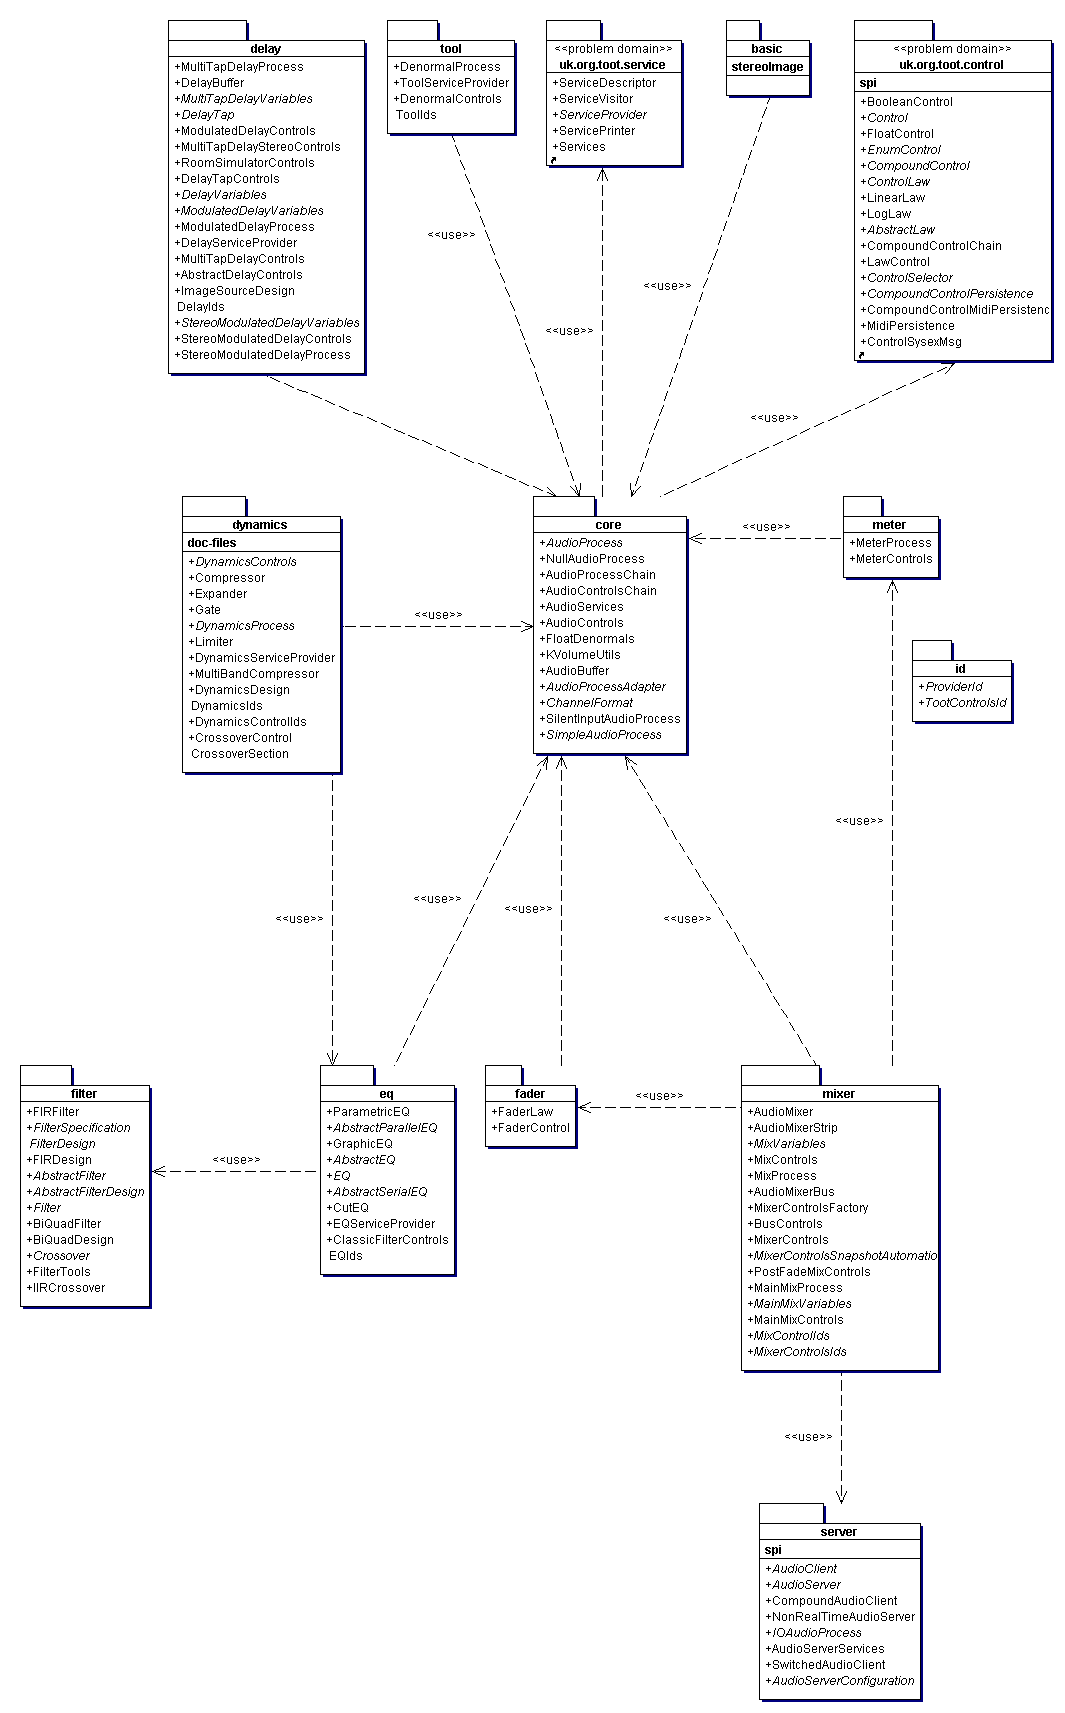 delay
+MultiTapDelayProcess
+DelayBuffer
+MultiTapDelayVariables
+DelayTap
+ModulatedDelayControls
+MultiTapDelayStereoControls
+RoomSimulatorControls
+DelayTapControls
+DelayVariables
+ModulatedDelayVariables
+ModulatedDelayProcess
+DelayServiceProvider
+MultiTapDelayControls
+AbstractDelayControls
+ImageSourceDesign
DelayIds
+StereoModulatedDelayVariables
+StereoModulatedDelayControls
+StereoModulatedDelayProcess
tool
+DenormalProcess
+ToolServiceProvider
+DenormalControls
ToolIds
<<problem domain>>
uk.org.toot.service
+ServiceDescriptor
+ServiceVisitor
+ServiceProvider
+ServicePrinter
+Services
basic
stereoImage
<<problem domain>>
uk.org.toot.control
spi
+BooleanControl
+Control
+FloatControl
+EnumControl
+CompoundControl
+ControlLaw
+LinearLaw
+LogLaw
+AbstractLaw
+CompoundControlChain
+LawControl
+ControlSelector
+CompoundControlPersistence
+CompoundControlMidiPersistenc
+MidiPersistence
+ControlSysexMsg
<<use>>
<<use>>
<<use>>
<<use>>
dynamics
doc-files
+DynamicsControls
+Compressor
+Expander
+Gate
+DynamicsProcess
+Limiter
+DynamicsServiceProvider
+MultiBandCompressor
+DynamicsDesign
DynamicsIds
+DynamicsControlIds
+CrossoverControl
CrossoverSection
<<use>>
core
+AudioProcess
+NullAudioProcess
+AudioProcessChain
+AudioControlsChain
+AudioServices
+AudioControls
+FloatDenormals
+KVolumeUtils
+AudioBuffer
+AudioProcessAdapter
+ChannelFormat
+SilentInputAudioProcess
+SimpleAudioProcess
<<use>>
meter
+MeterProcess
+MeterControls
id
+ProviderId
+TootControlsId
<<use>>
<<use>>
<<use>>
<<use>>
<<use>>
filter
+FIRFilter
+FilterSpecification
FilterDesign
+FIRDesign
+AbstractFilter
+AbstractFilterDesign
+Filter
+BiQuadFilter
+BiQuadDesign
+Crossover
+FilterTools
+IIRCrossover
<<use>>
eq
+ParametricEQ
+AbstractParallelEQ
+GraphicEQ
+AbstractEQ
+EQ
+AbstractSerialEQ
+CutEQ
+EQServiceProvider
+ClassicFilterControls
EQIds
fader
+FaderLaw
+FaderControl
<<use>>
mixer
+AudioMixer
+AudioMixerStrip
+MixVariables
+MixControls
+MixProcess
+AudioMixerBus
+MixerControlsFactory
+BusControls
+MixerControls
+MixerControlsSnapshotAutomatio
+PostFadeMixControls
+MainMixProcess
+MainMixVariables
+MainMixControls
+MixControlIds
+MixerControlsIds
<<use>>
server
spi
+AudioClient
+AudioServer
+CompoundAudioClient
+NonRealTimeAudioServer
+IOAudioProcess
+AudioServerServices
+SwitchedAudioClient
+AudioServerConfiguration